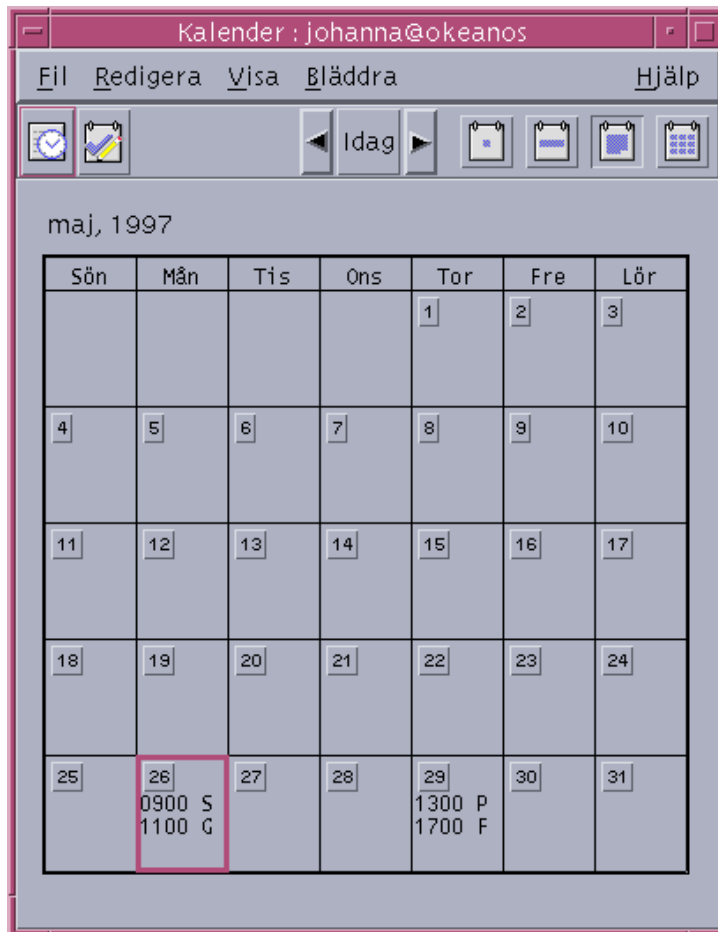 Kalender : johanna@okeanos
Fil Redigera Visa Bläddra Hjälp
Idag
maj, 1997
Sön Mån Tis Ons Tor Fre Lör
1 2 3
4 5 6 7 8 9 10
11 12 13 14 15 16 17
18 19 20 21 22 23 24
25 26 27 28 29 30 31
0900 S 1300 P
1100 G 1700 F